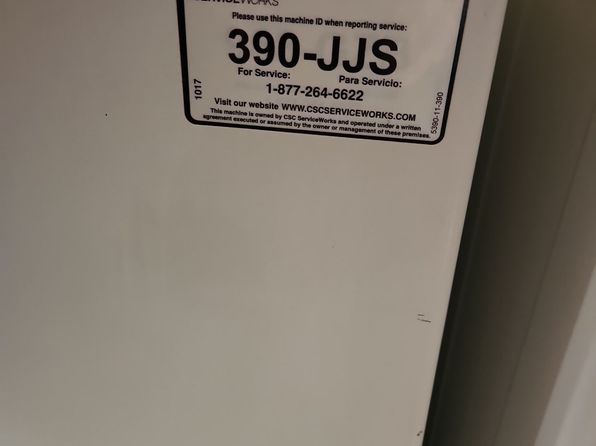 SERVICEWORKS
Please use this machine ID when reporting service:
390-JJS
For Service: Para Servicio:
1-877-264-6622
Visit our website WWW.CSCSERVICEWORKS.COM
This machine is owned by CSC ServiceWorks and operated under a written
agreement executed or assumed by the owner or management of these premises.
1017
5390-11-390